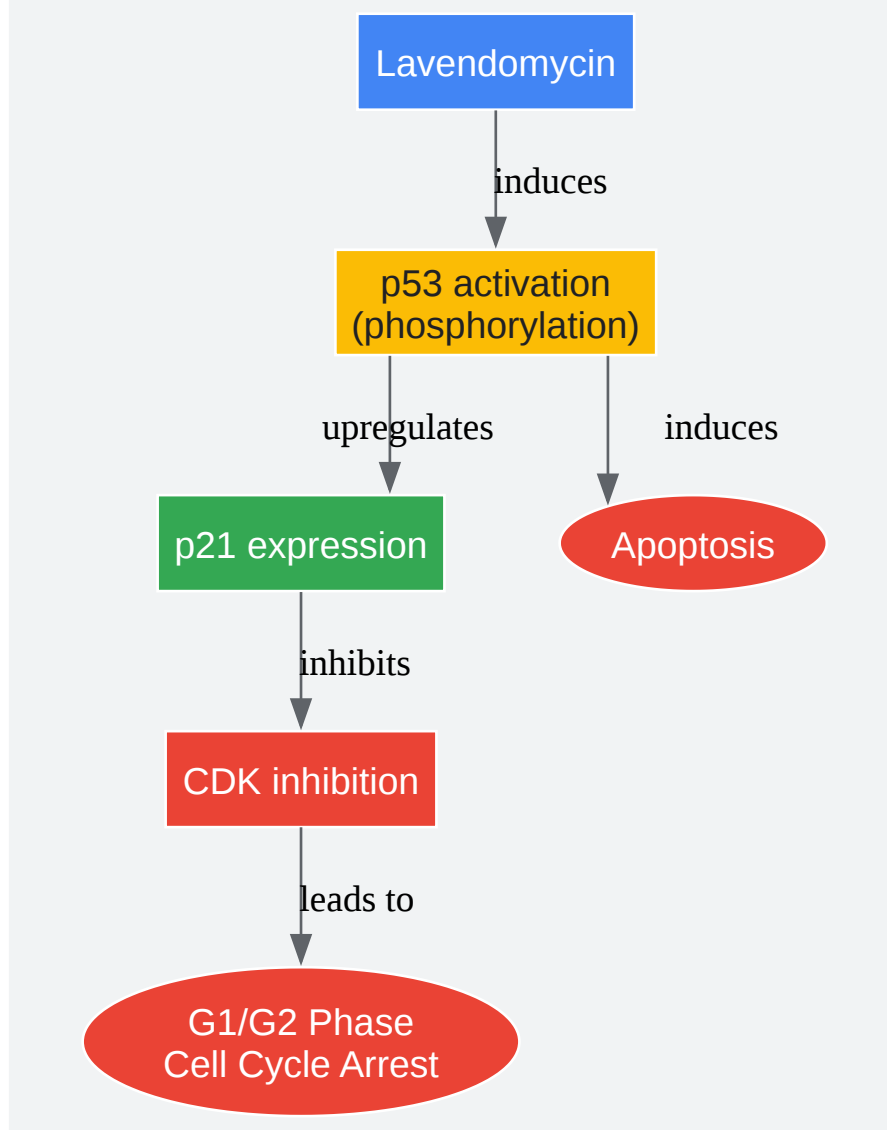 Lavendomycin
induces
p53 activation
(phosphorylation)
upregulates
induces
p21 expression
Apoptosis
inhibits
CDK inhibition
leads to
G1/G2 Phase
Cell Cycle Arrest